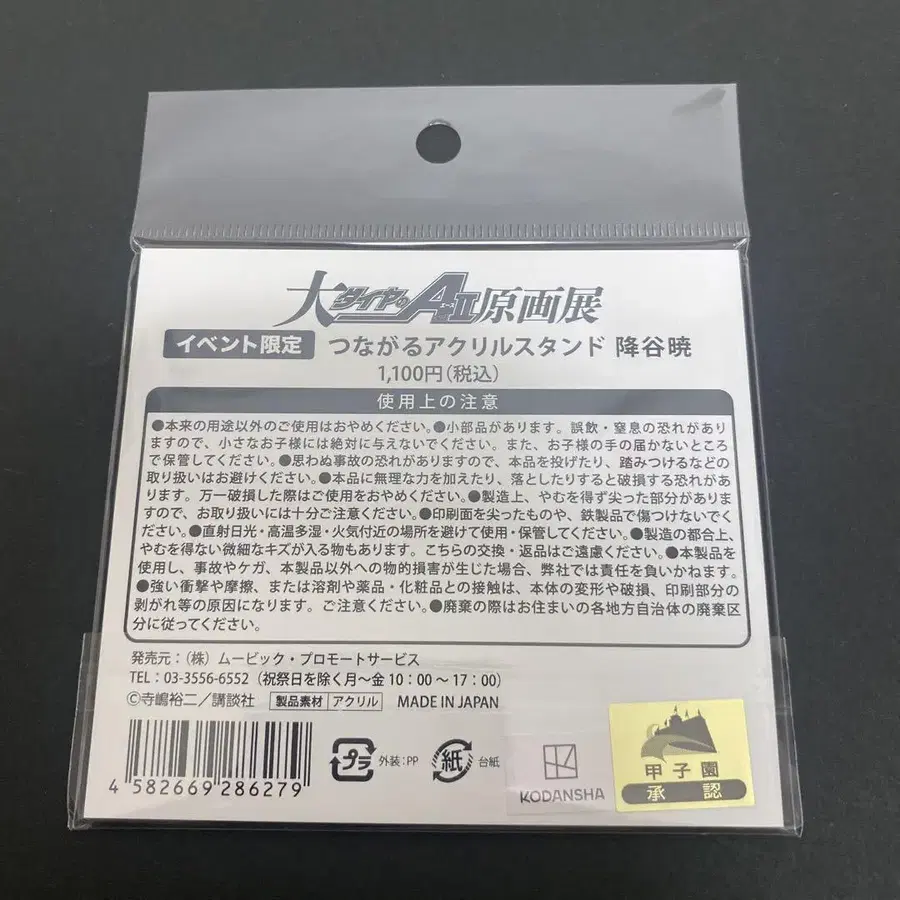 大ダイヤのAエースII原画展
イベント限定 つながるアクリルスタンド 降谷暁
1,100円(税込)
使用上の注意
●本来の用途以外のご使用はおやめください。●小部品があります。誤飲・窒息の恐れがあり
ますので、小さなお子様には絶対に与えないでください。また、お子様の手の届かないところ
で保管してください。●思わぬ事故の恐れがありますので、本品を投げたり、踏みつけるなどの
取り扱いはお避けください。●本品に無理な力を加えたり、落としたりすると破損する恐れがあ
ります。万一破損した際はご使用をおやめください。●製造上、やむを得ず尖った部分がありま
すので、お取り扱いには十分ご注意ください。●印刷面を尖ったものや、鉄製品で傷つけないでく
ださい。●直射日光・高温多湿・火気付近の場所を避けて使用・保管してください。●製造の都合上、
やむを得ない微細なキズが入る物もあります。こちらの交換・返品はご遠慮ください。●本製品を
使用し、事故やケガ、本製品以外への物的損害が生じた場合、弊社では責任を負いかねます。
●強い衝撃や摩擦、または溶剤や薬品・化粧品との接触は、本体の変形や破損、印刷部分の
剥がれ等の原因になります。ご注意ください。●廃棄の際はお住まいの各地方自治体の廃棄区
分に従ってください。
発売元:(株)ムービック・プロモートサービス
TEL:03-3556-6552(祝祭日を除く月〜金 10:00〜17:00)
©寺嶋裕二/講談社 製品素材 アクリル MADE IN JAPAN
4 582669 286279
プラ 外装:PP 紙 台紙
KODANSHA
甲子園
承認